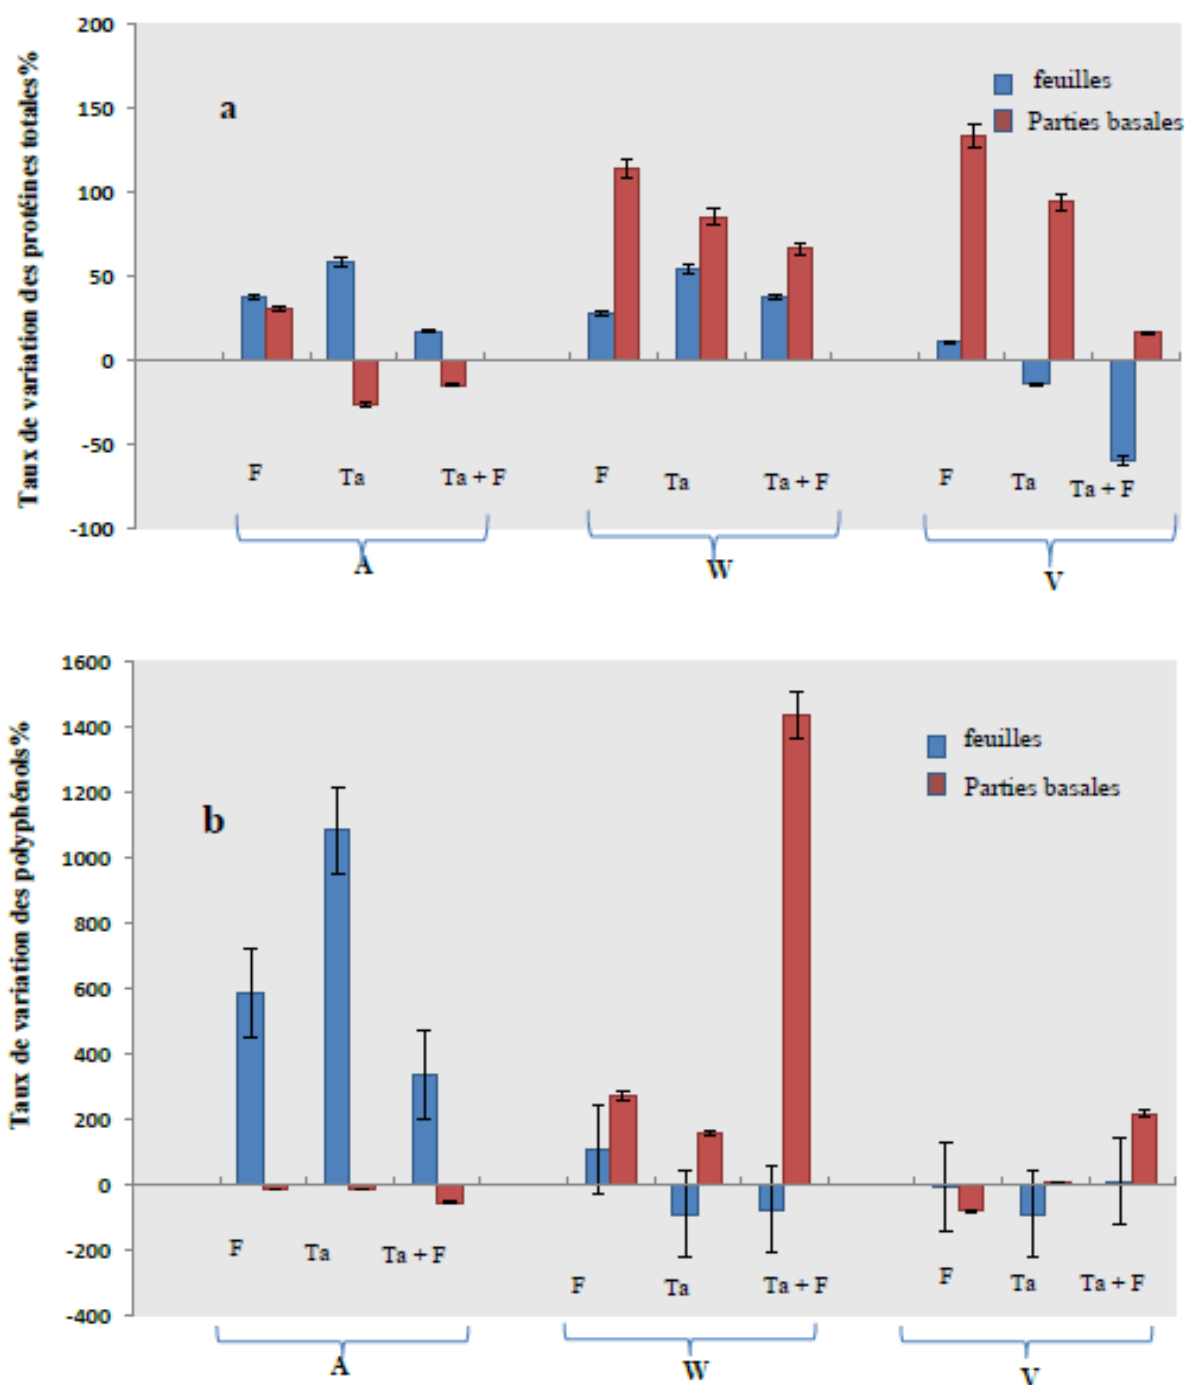 Taux de variation des protéines totales%
200
150
100
50
0
-50
-100
a
feuilles
Parties basales
F Ta Ta + F F Ta Ta + F F Ta Ta + F
A W V
Taux de variation des polyphénols%
1600
1400
1200
1000
800
600
400
200
0
-200
-400
b
feuilles
Parties basales
F Ta Ta + F F Ta Ta + F F Ta Ta + F
A W V